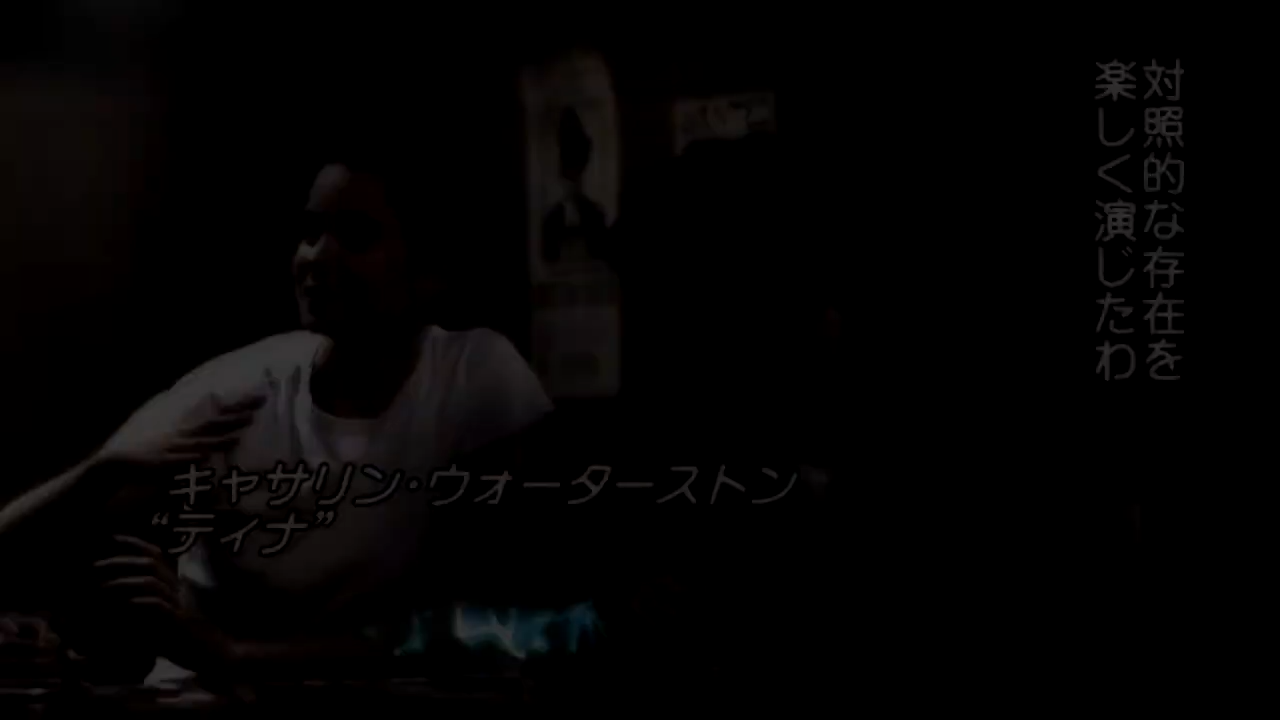 対照的な存在を
楽しく演じたわ
キャサリン・ウォーターストン
“ティナ”